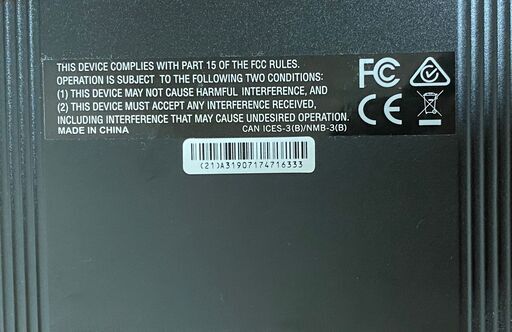 THIS DEVICE COMPLIES WITH PART 15 OF THE FCC RULES.
OPERATION IS SUBJECT TO THE FOLLOWING TWO CONDITIONS:
(1) THIS DEVICE MAY NOT CAUSE HARMFUL INTERFERENCE, AND
(2) THIS DEVICE MUST ACCEPT ANY INTERFERENCE RECEIVED,
INCLUDING INTERFERENCE THAT MAY CAUSE UNDESIRED OPERATION.
MADE IN CHINA CAN ICES-3(B)/NMB-3(B)
FC
CE
(21)A31907174716333